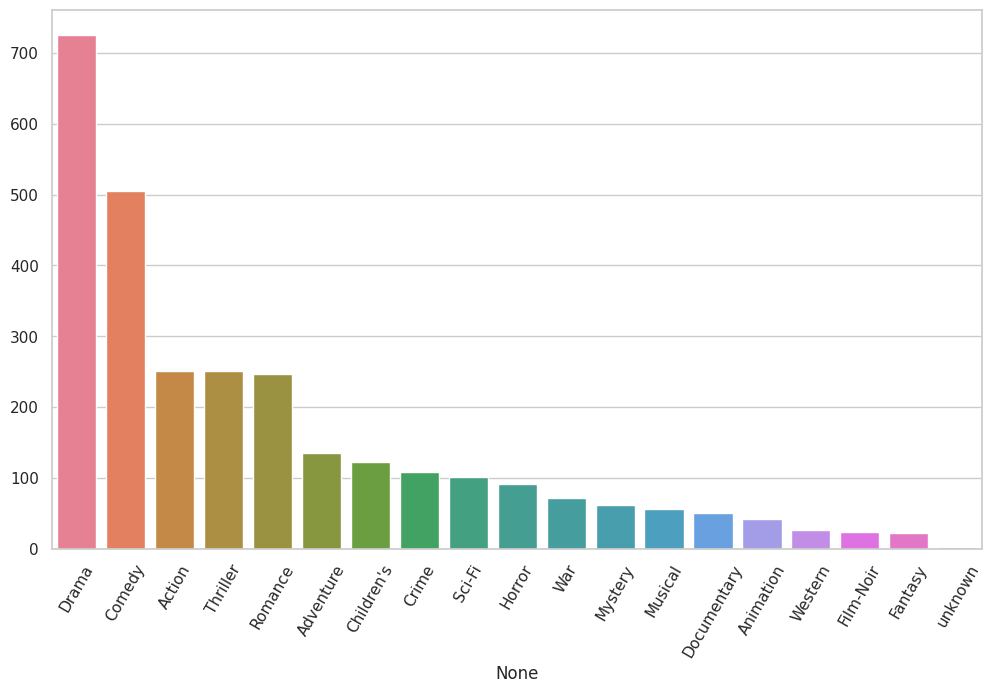 700
600
500
400
300
200
100
0
Drama
Comedy
Action
Thriller
Romance
Adventure
Children's
Crime
Sci-Fi
Horror
War
Mystery
Musical
Documentary
Animation
Western
Film-Noir
Fantasy
unknown
None